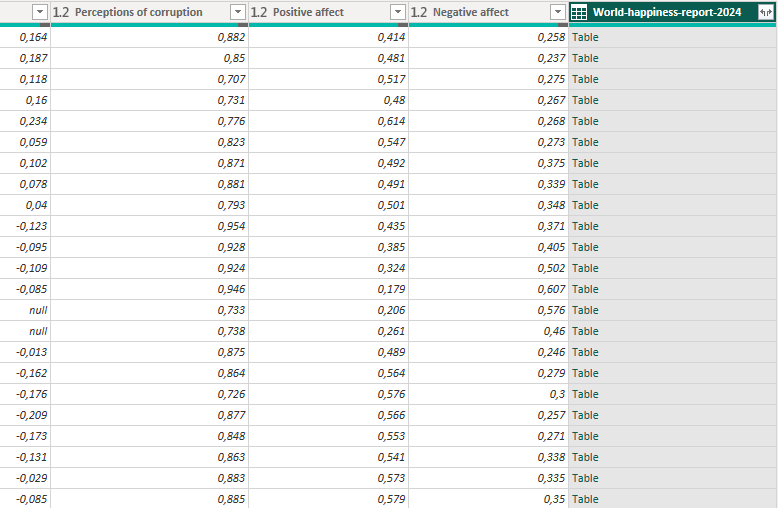 1.2 Perceptions of corruption 1.2 Positive affect 1.2 Negative affect World-happiness-report-2024
0,164 0,882 0,414 0,258 Table
0,187 0,85 0,481 0,237 Table
0,118 0,707 0,517 0,275 Table
0,16 0,731 0,48 0,267 Table
0,234 0,776 0,614 0,268 Table
0,059 0,823 0,547 0,273 Table
0,102 0,871 0,492 0,375 Table
0,078 0,881 0,491 0,339 Table
0,04 0,793 0,501 0,348 Table
-0,123 0,954 0,435 0,371 Table
-0,095 0,928 0,385 0,405 Table
-0,109 0,924 0,324 0,502 Table
-0,085 0,946 0,179 0,607 Table
null 0,733 0,206 0,576 Table
null 0,738 0,261 0,46 Table
-0,013 0,875 0,489 0,246 Table
-0,162 0,864 0,564 0,279 Table
-0,176 0,726 0,576 0,3 Table
-0,209 0,877 0,566 0,257 Table
-0,173 0,848 0,553 0,271 Table
-0,131 0,863 0,541 0,338 Table
-0,029 0,883 0,573 0,335 Table
-0,085 0,885 0,579 0,35 Table